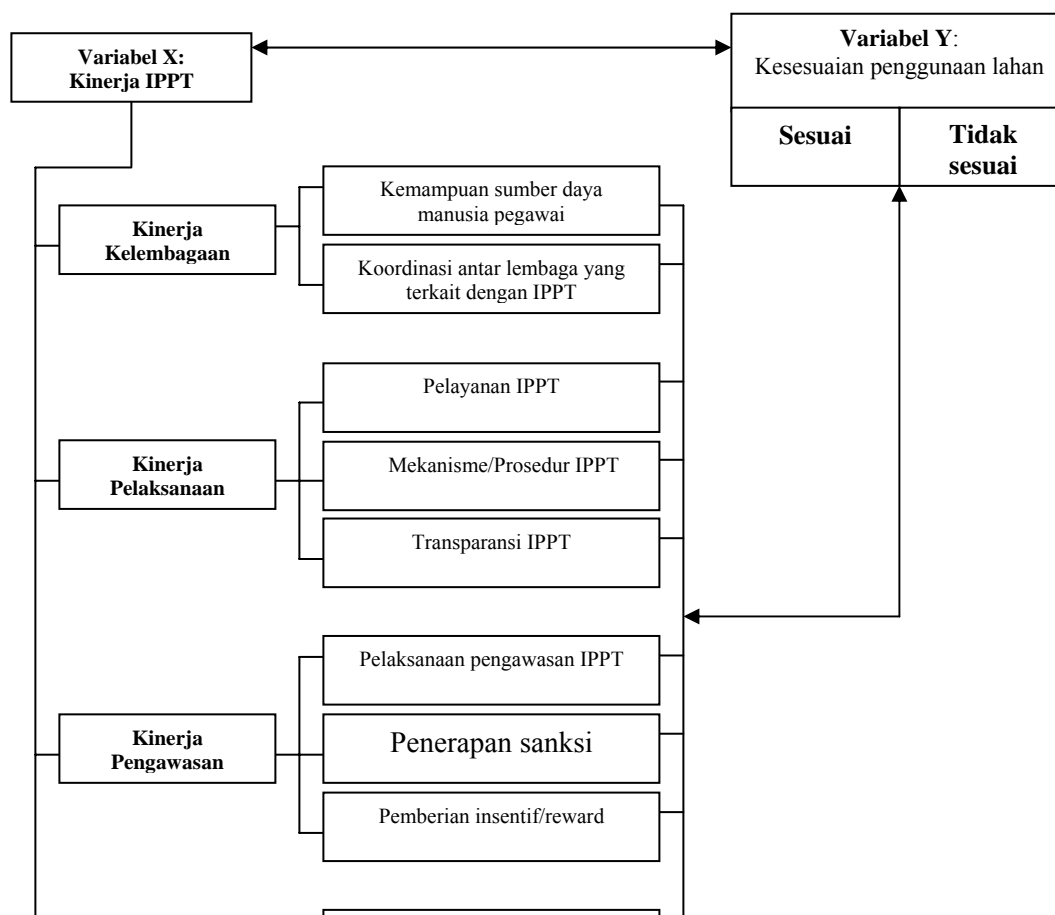 Variabel X:
Kinerja IPPT
Variabel Y:
Kesesuaian penggunaan lahan
Sesuai
Tidak
sesuai
Kinerja
Kelembagaan
Kemampuan sumber daya
manusia pegawai
Koordinasi antar lembaga yang
terkait dengan IPPT
Kinerja
Pelaksanaan
Pelayanan IPPT
Mekanisme/Prosedur IPPT
Transparansi IPPT
Kinerja
Pengawasan
Pelaksanaan pengawasan IPPT
Penerapan sanksi
Pemberian insentif/reward